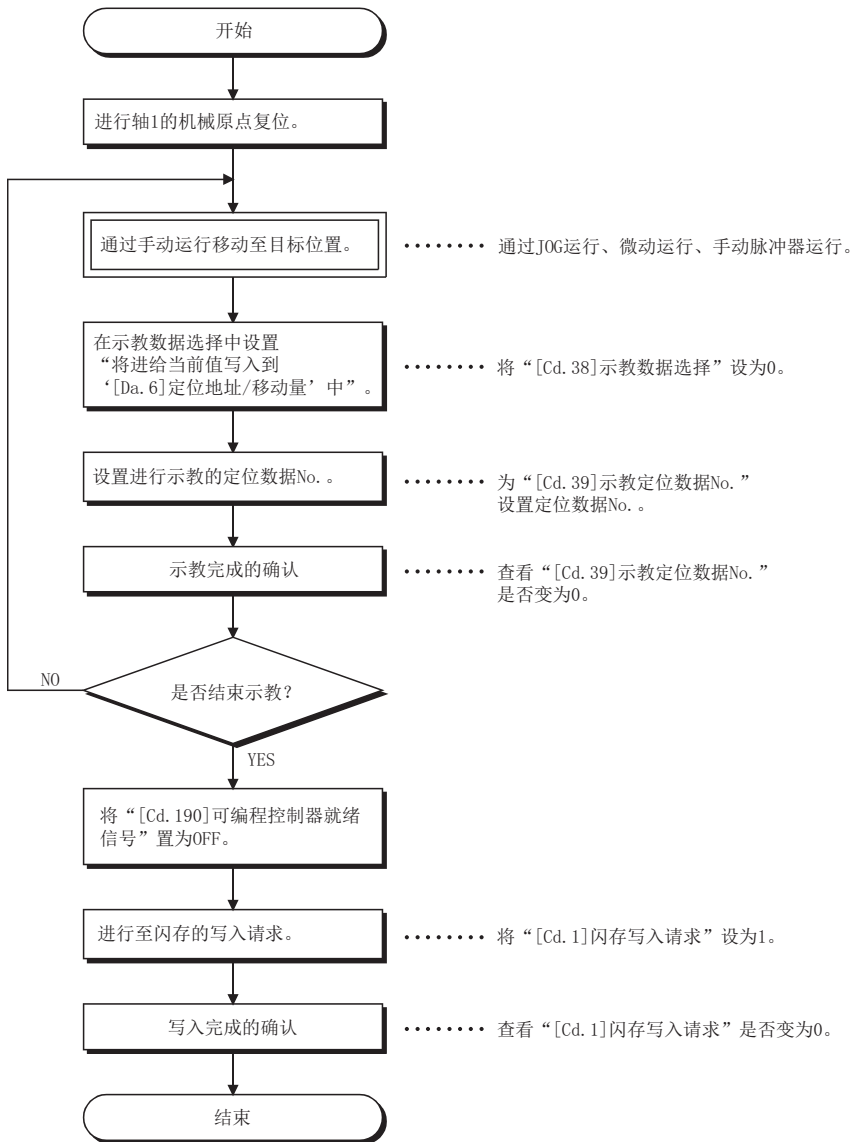 开始
进行轴1的机械原点复位。
通过手动运行移动至目标位置。
•••••••• 通过JOG运行、微动运行、手动脉冲器运行。
在示教数据选择中设置
“将进给当前值写入到
‘[Da.6]定位地址/移动量’中”。
•••••••• 将“[Cd.38]示教数据选择”设为0。
设置进行示教的定位数据No.。
•••••••• 为“[Cd.39]示教定位数据No.”
设置定位数据No.。
示教完成的确认
•••••••• 查看“[Cd.39]示教定位数据No.”
是否变为0。
NO
是否结束示教?
YES
将“[Cd.190]可编程控制器就绪
信号”置为OFF。
进行至闪存的写入请求。
•••••••• 将“[Cd.1]闪存写入请求”设为1。
写入完成的确认
•••••••• 查看“[Cd.1]闪存写入请求”是否变为0。
结束